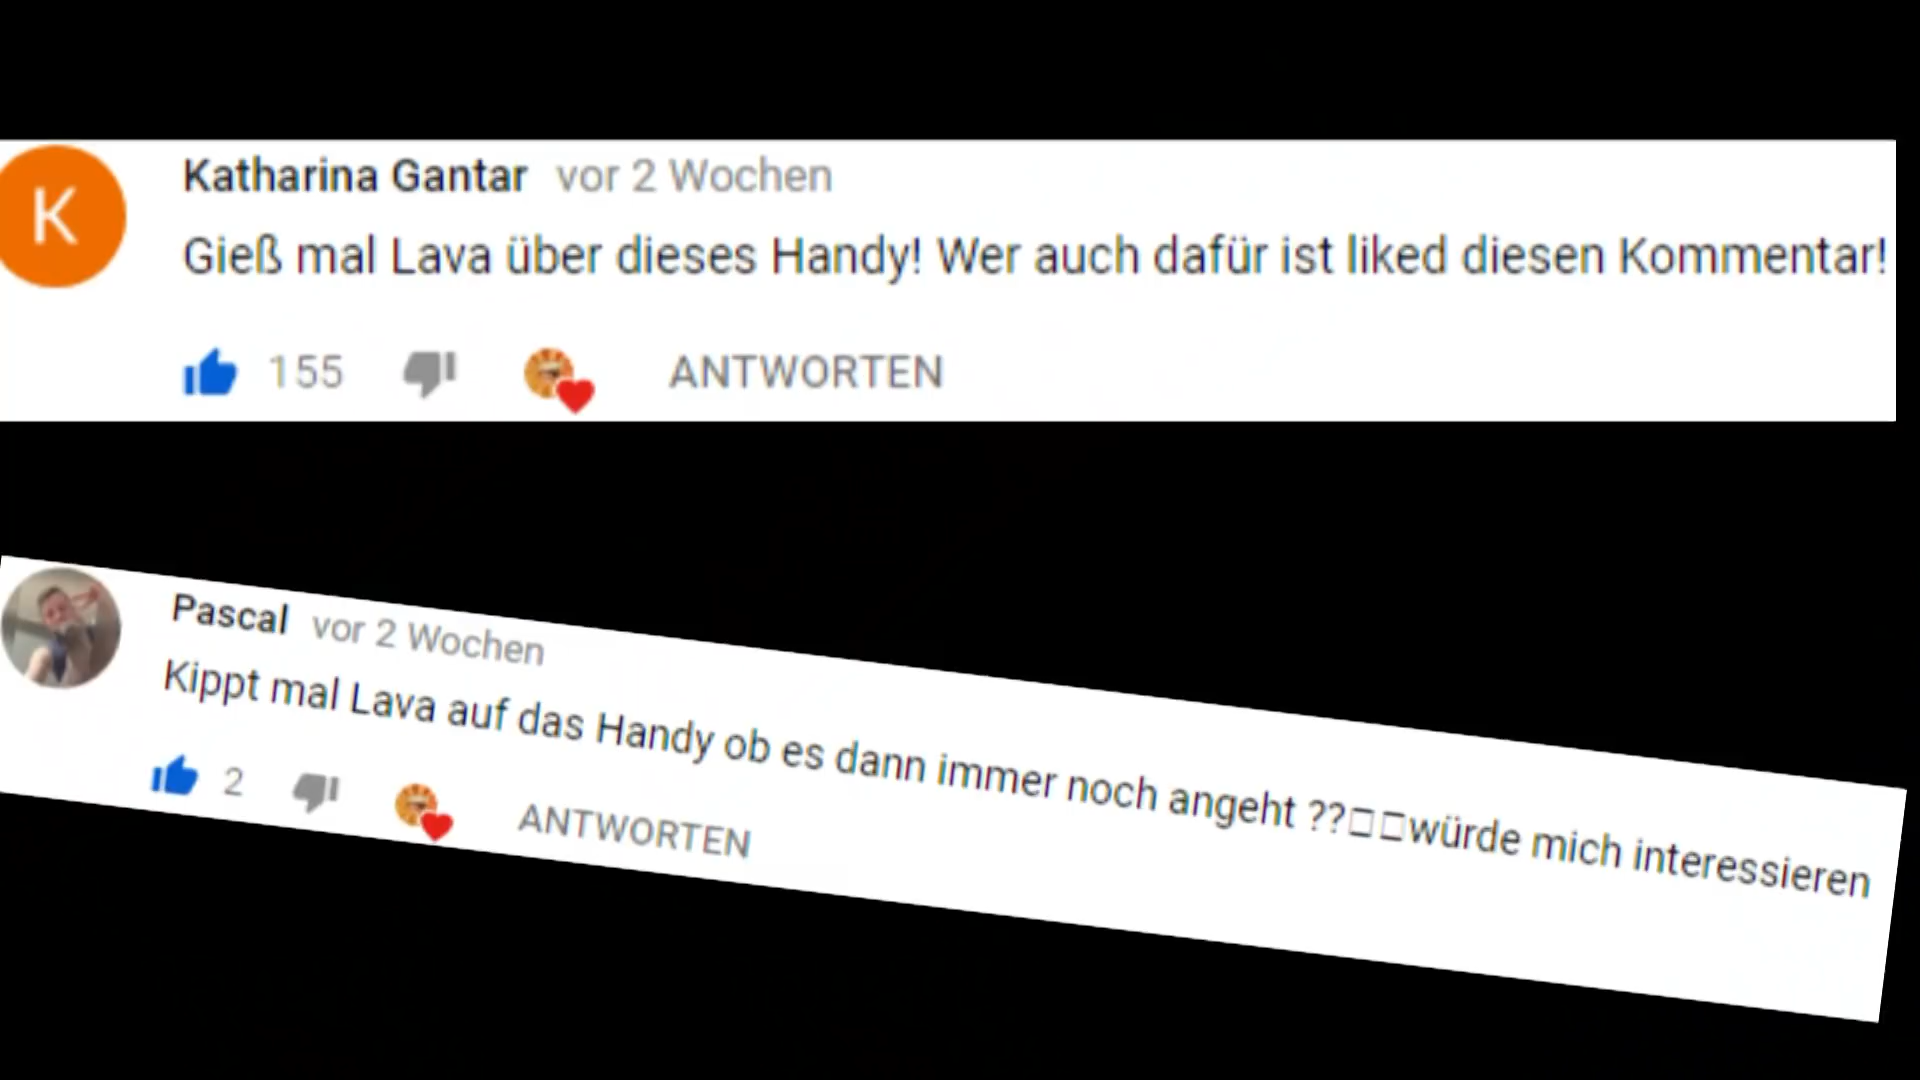 K
Katharina Gantar vor 2 Wochen
Gieß mal Lava über dieses Handy! Wer auch dafür ist liked diesen Kommentar!
155 ANTWORTEN
Pascal vor 2 Wochen
Kippt mal Lava auf das Handy ob es dann immer noch angeht ??□□würde mich interessieren
2 ANTWORTEN